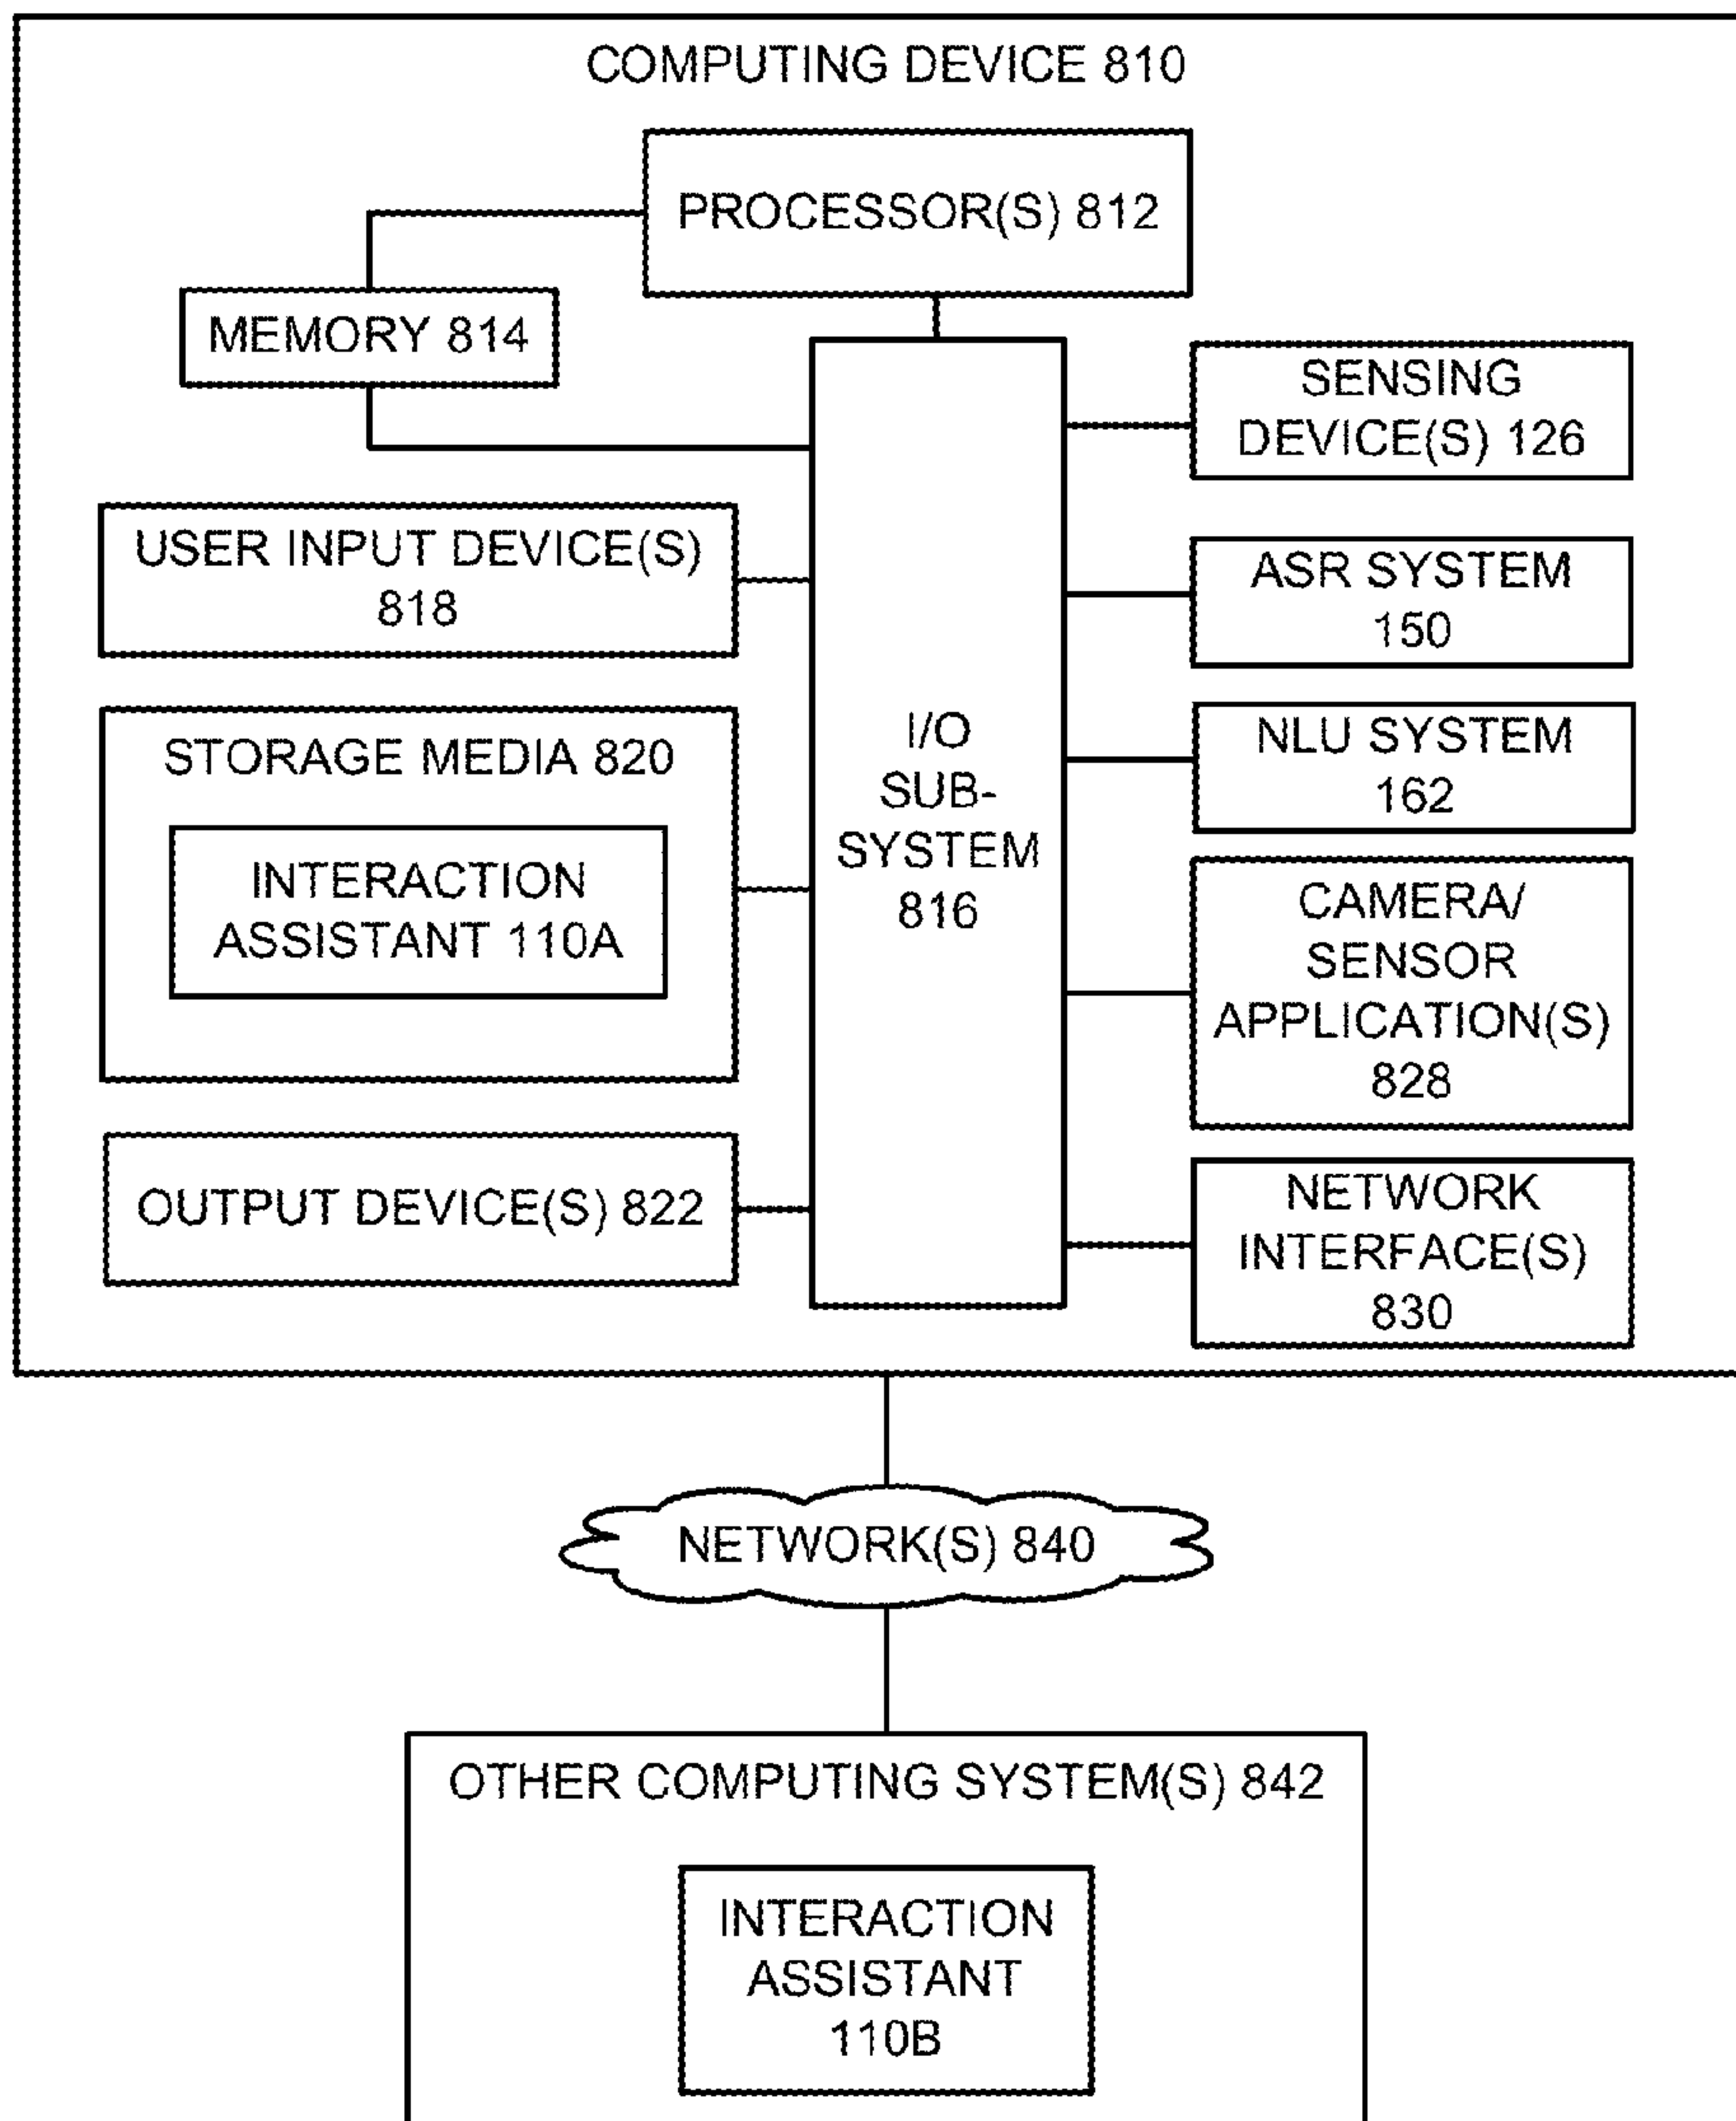 COMPUTING DEVICE 810
PROCESSOR(S) 812
MEMORY 814
USER INPUT DEVICE(S)
818
STORAGE MEDIA 820
INTERACTION
ASSISTANT 110A
OUTPUT DEVICE(S) 822
I/O
SUB-
SYSTEM
816
SENSING
DEVICE(S) 126
ASR SYSTEM
150
NLU SYSTEM
162
CAMERA/
SENSOR
APPLICATION(S)
828
NETWORK
INTERFACE(S)
830
NETWORK(S) 840
OTHER COMPUTING SYSTEM(S) 842
INTERACTION
ASSISTANT
110B